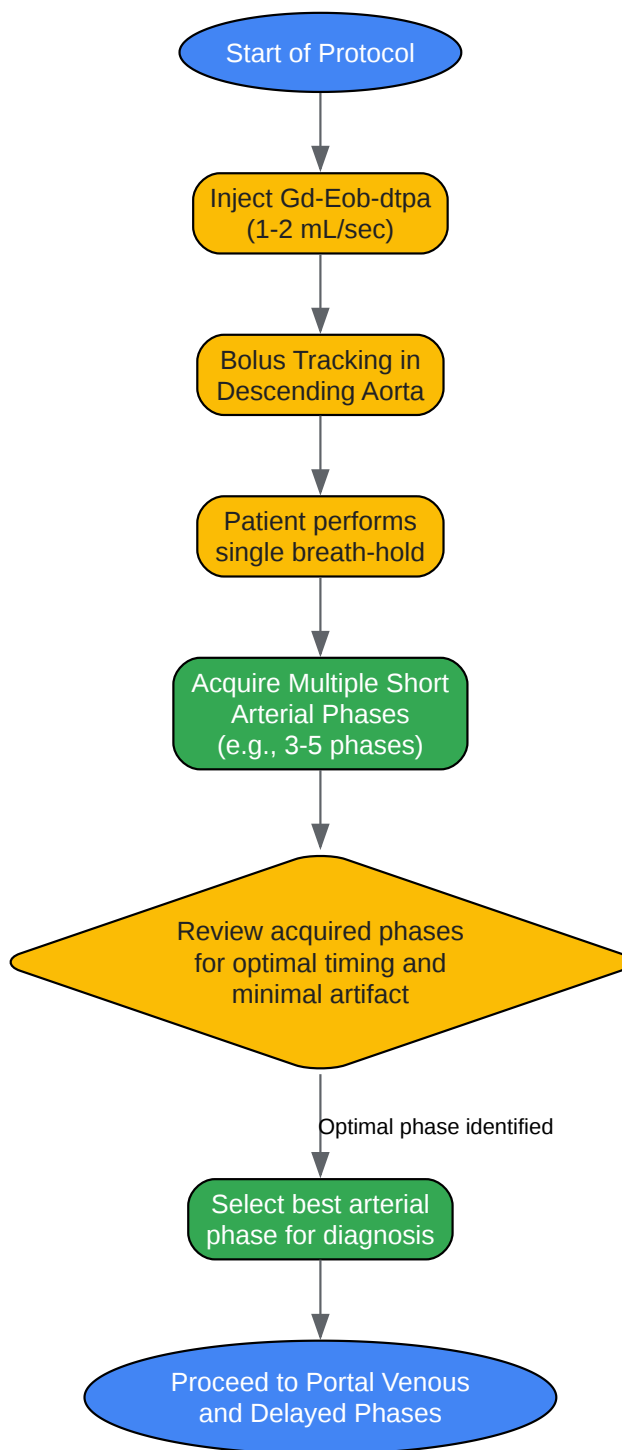 Start of Protocol
Inject Gd-Eob-dtpa
(1-2 mL/sec)
Bolus Tracking in
Descending Aorta
Patient performs
single breath-hold
Acquire Multiple Short
Arterial Phases
(e.g., 3-5 phases)
Review acquired phases
for optimal timing and
minimal artifact
Optimal phase identified
Select best arterial
phase for diagnosis
Proceed to Portal Venous
and Delayed Phases